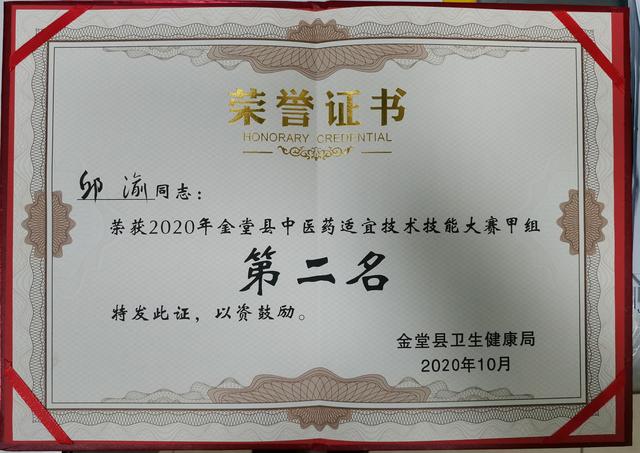 荣誉证书
HONORARY CREDENTIAL
邬 渝同志：
荣获2020年金堂县中医药适宜技术技能大赛甲组
第二名
特发此证，以资鼓励。
金堂县卫生健康局
2020年10月